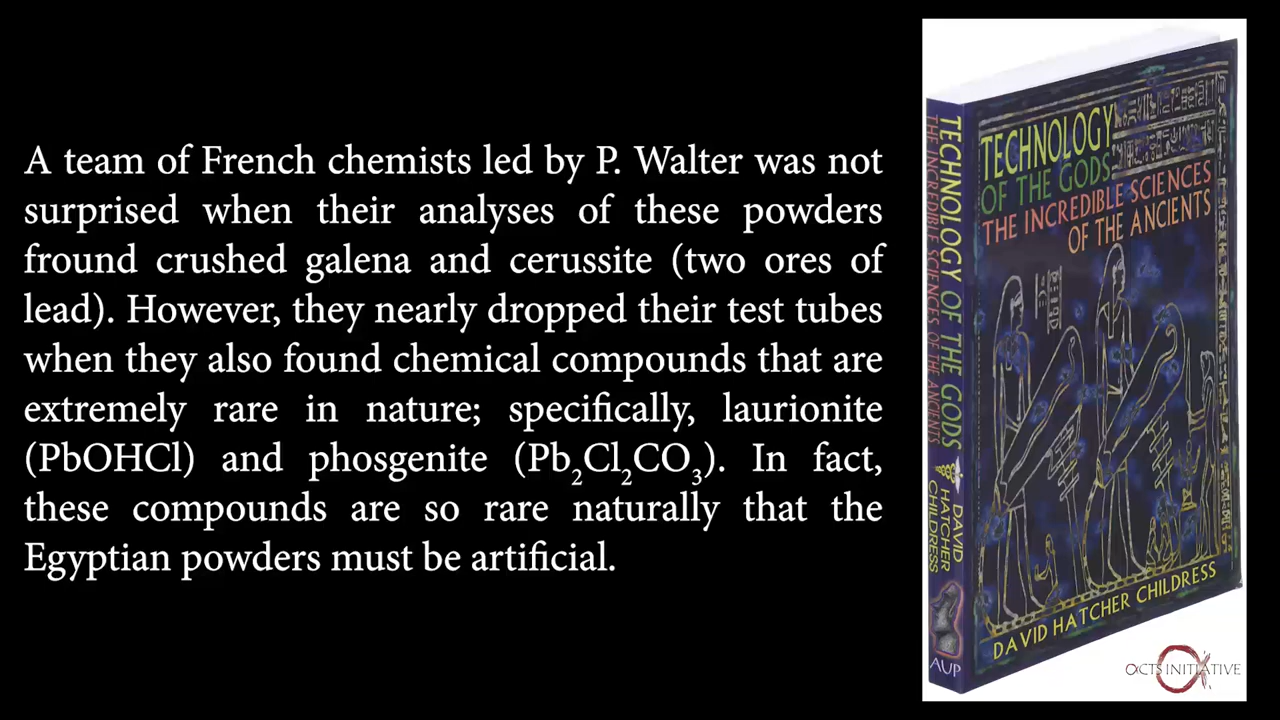 A team of French chemists led by P. Walter was not
surprised when their analyses of these powders
fround crushed galena and cerussite (two ores of
lead). However, they nearly dropped their test tubes
when they also found chemical compounds that are
extremely rare in nature; specifically, laurionite
(PbOHCl) and phosgenite (Pb₂Cl₂CO₃). In fact,
these compounds are so rare naturally that the
Egyptian powders must be artificial.
TECHNOLOGY OF THE GODS
THE INCREDIBLE SCIENCES OF THE ANCIENTS
DAVID
HATCHER
CHILDRESS
AUP
TECHNOLOGY
OF THE GODS
THE INCREDIBLE SCIENCES
OF THE ANCIENTS
DAVID HATCHER CHILDRESS
αCTS INITIATIVE